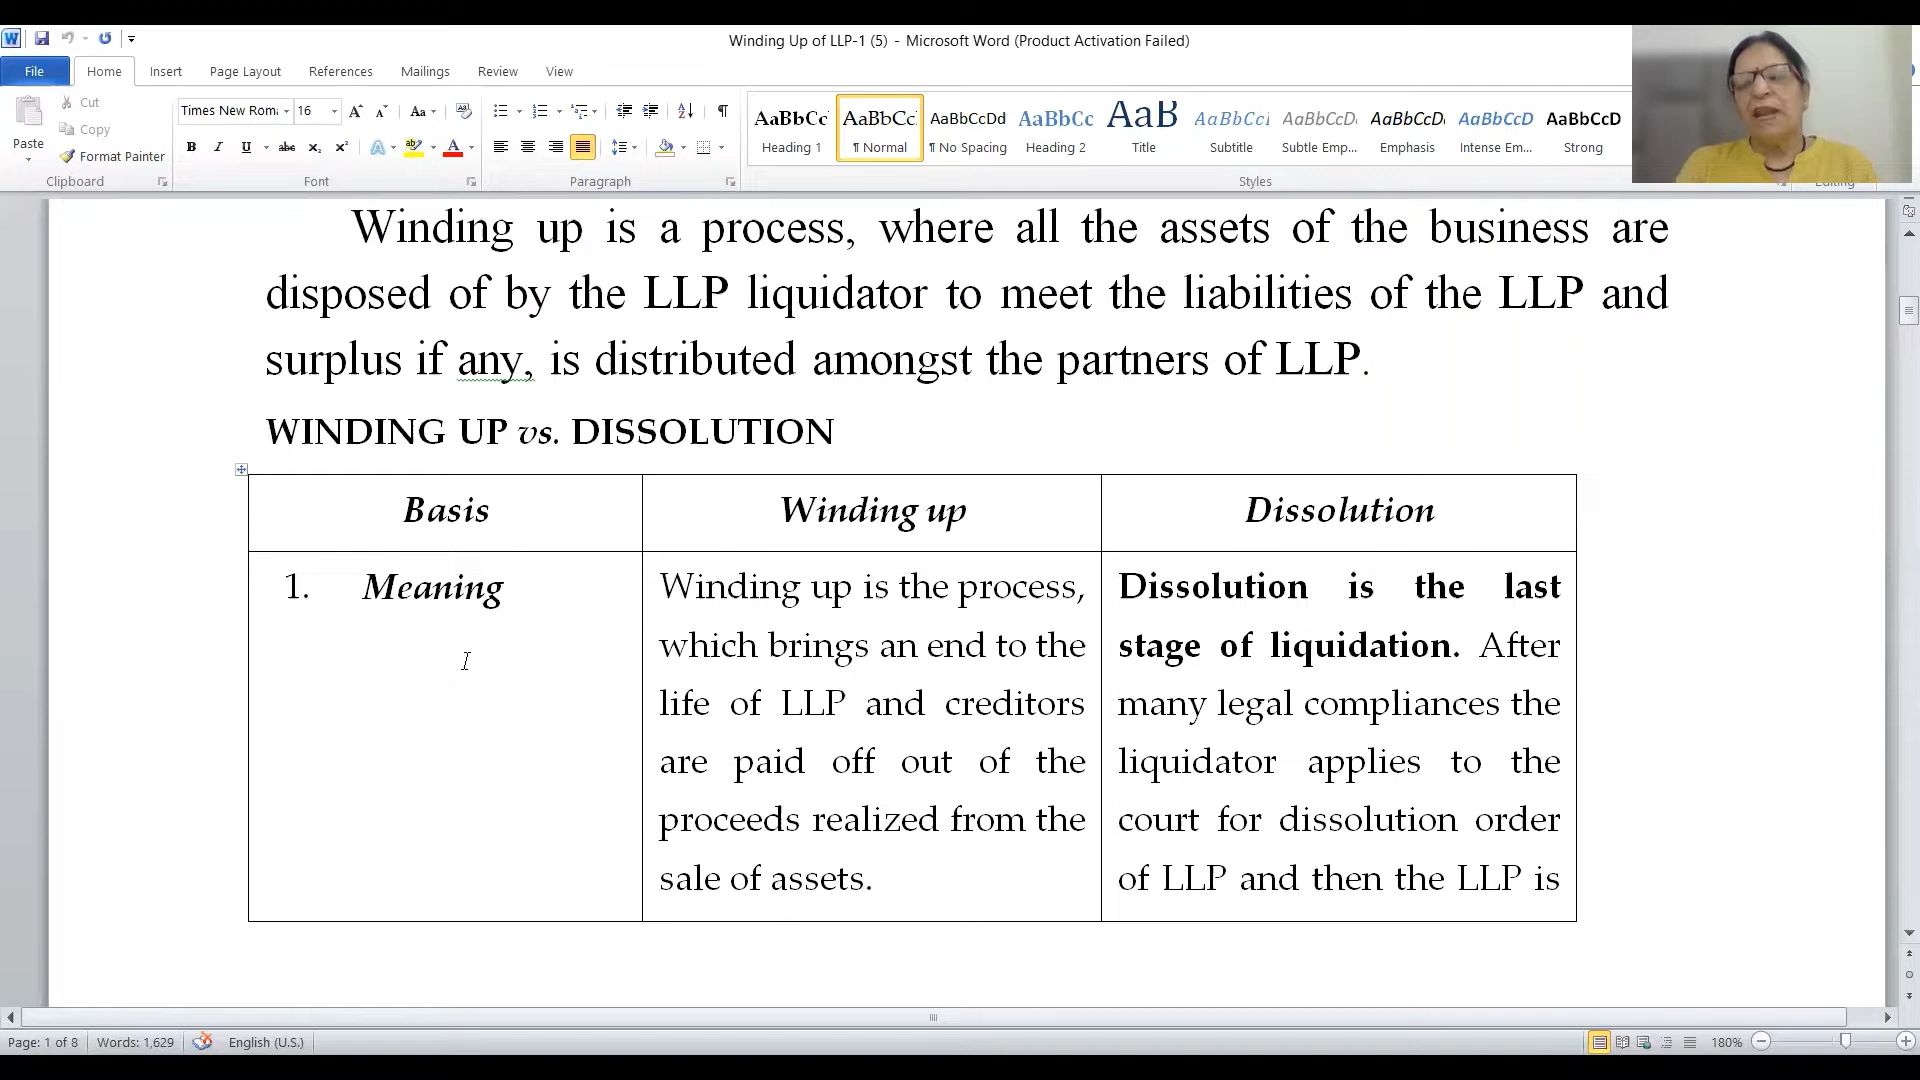 Winding Up of LLP-1 (5) - Microsoft Word (Product Activation Failed)
File Home Insert Page Layout References Mailings Review View
Paste
Cut
Copy
Format Painter
Clipboard
Times New Roma 16
Font
Paragraph
AaBbCc AaBbCc AaBbCcDd AaBbCc AaB AaBbCcI AaBbCcDc AaBbCcDc AaBbCcD AaBbCcD
Heading 1 ¶ Normal ¶ No Spacing Heading 2 Title Subtitle Subtle Emp... Emphasis Intense Em... Strong
Styles
Editing
Winding up is a process, where all the assets of the business are
disposed of by the LLP liquidator to meet the liabilities of the LLP and
surplus if any, is distributed amongst the partners of LLP.
WINDING UP vs. DISSOLUTION
Basis
Winding up
Dissolution
1. Meaning
Winding up is the process,
which brings an end to the
life of LLP and creditors
are paid off out of the
proceeds realized from the
sale of assets.
Dissolution is the last
stage of liquidation. After
many legal compliances the
liquidator applies to the
court for dissolution order
of LLP and then the LLP is
Page: 1 of 8 Words: 1,629 English (U.S.) 180%